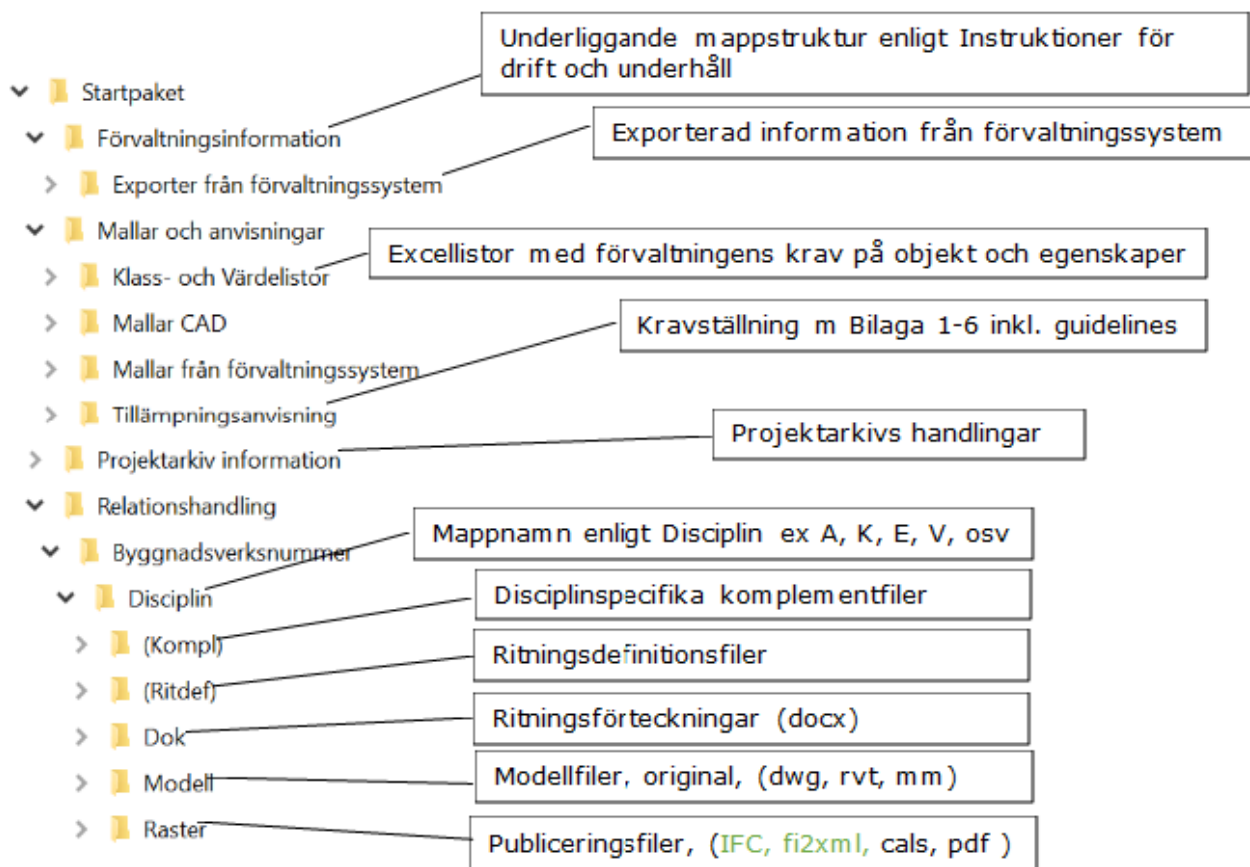 Underliggande mappstruktur enligt Instruktioner för
drift och underhåll
Startpaket
Förvaltningsinformation
Exporterad information från förvaltningssystem
Exporter från förvaltningssystem
Mallar och anvisningar
Excellistor med förvaltningens krav på objekt och egenskaper
Klass- och Värdelistor
Mallar CAD
Kravställning m Bilaga 1-6 inkl. guidelines
Mallar från förvaltningssystem
Tillämpningsanvisning
Projektarkivs handlingar
Projektarkiv information
Relationshandling
Mappnamn enligt Disciplin ex A, K, E, V, osv
Byggnadsverksnummer
Disciplin
Disciplinspecifika komplementfiler
(Kompl)
Ritningsdefinitionsfiler
(Ritdef)
Ritningsförteckningar (docx)
Dok
Modellfiler, original, (dwg, rvt, mm)
Modell
Raster
Publiceringsfiler, (IFC, fi2xml, cals, pdf )